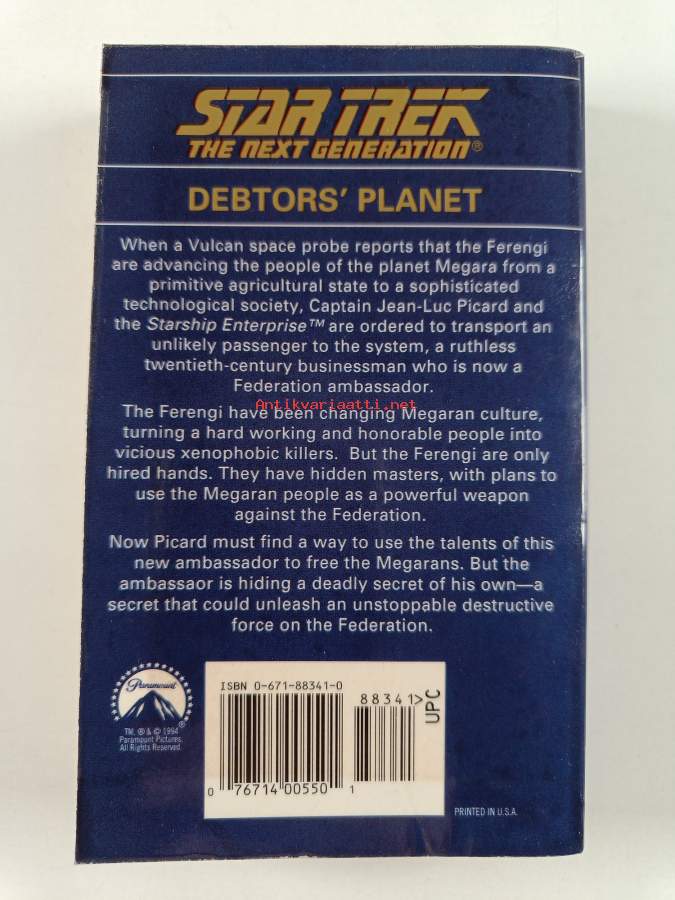 STAR TREK
THE NEXT GENERATION®
DEBTORS' PLANET
When a Vulcan space probe reports that the Ferengi
are advancing the people of the planet Megara from a
primitive agricultural state to a sophisticated
technological society, Captain Jean-Luc Picard and
the Starship Enterprise™ are ordered to transport an
unlikely passenger to the system, a ruthless
twentieth-century businessman who is now a
Federation ambassador.
Antikvariaatti.net
The Ferengi have been changing Megaran culture,
turning a hard working and honorable people into
vicious xenophobic killers. But the Ferengi are only
hired hands. They have hidden masters, with plans to
use the Megaran people as a powerful weapon
against the Federation.
Now Picard must find a way to use the talents of this
new ambassador to free the Megarans. But the
ambassaor is hiding a deadly secret of his own—a
secret that could unleash an unstoppable destructive
force on the Federation.
Paramount®
TM, ® & © 1994
Paramount Pictures.
All Rights Reserved.
ISBN 0-671-88341-0
88341>
UPC
0 76714 00550 1
PRINTED IN U.S.A.